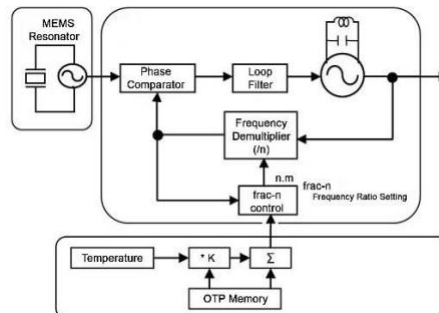 MEMS
Resonator
Phase
Comparator
Loop
Filter
Frequency
Demultiplier
(/n)
n.m
frac-n
Frequency Ratio Setting
frac-n
control
Temperature
* K
Σ
OTP Memory